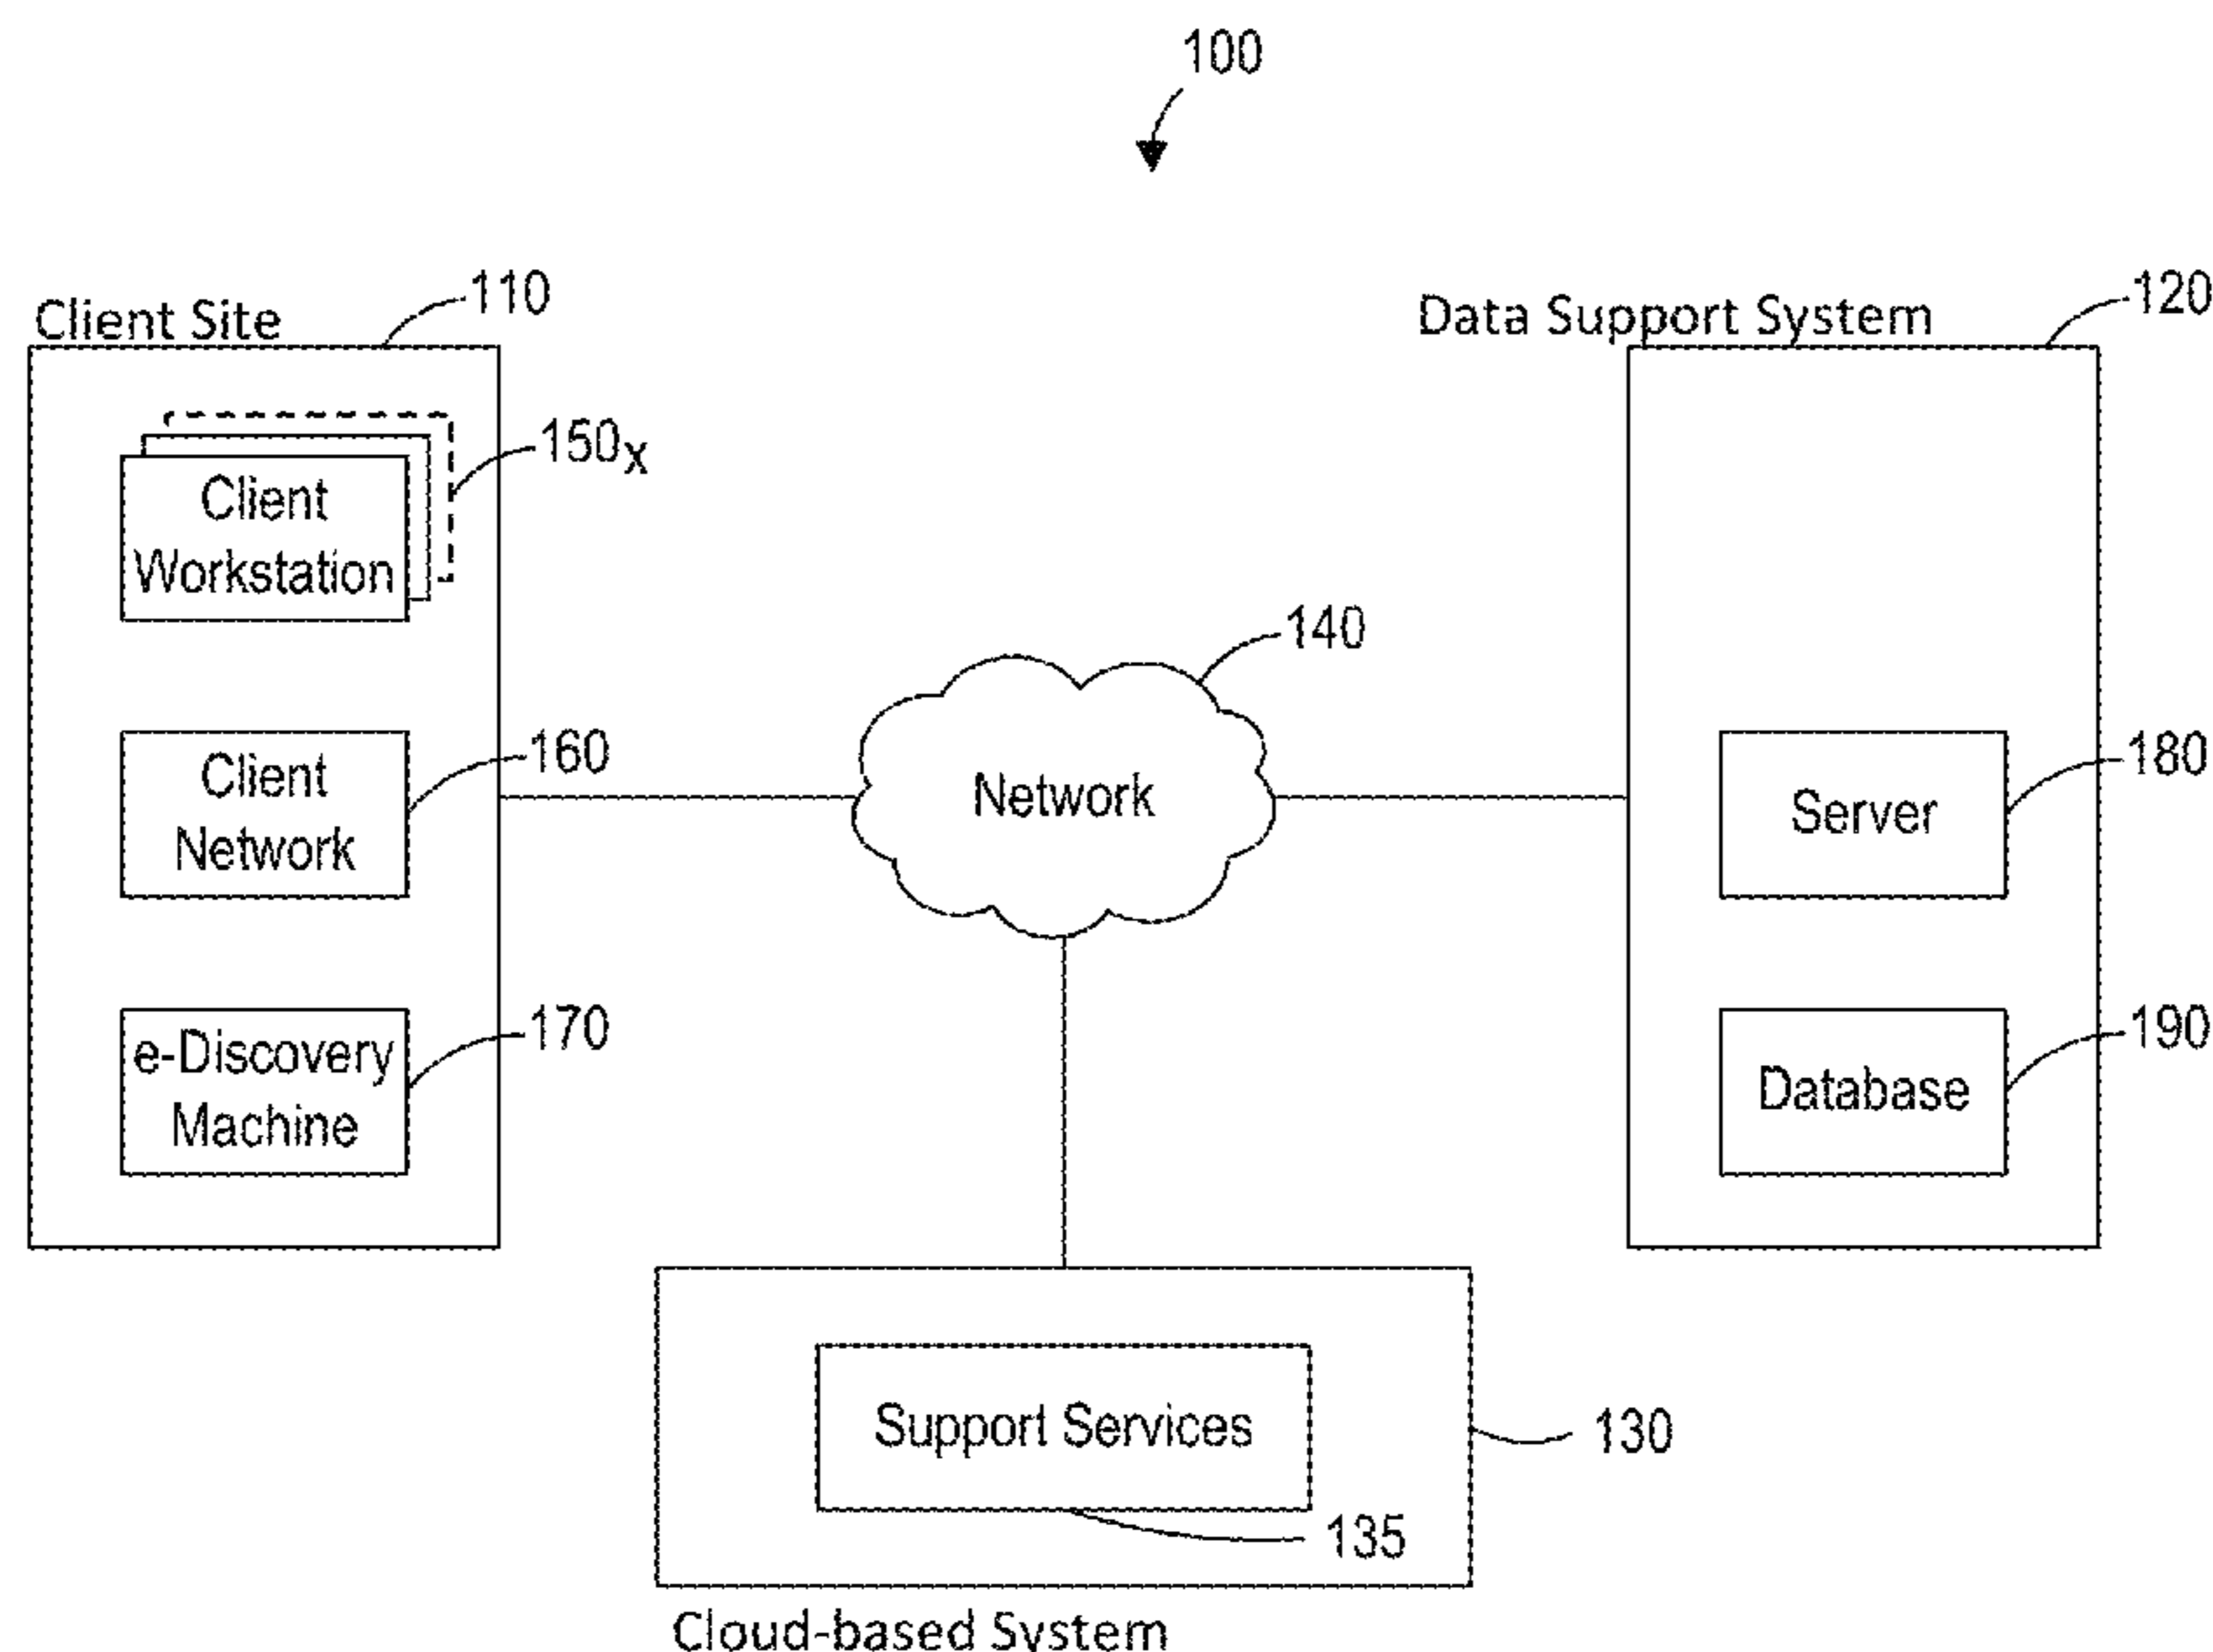 100
Client Site
110
Data Support System
120
150X
Client
Workstation
140
Client
Network
160
Network
Server
180
e-Discovery
Machine
170
Database
190
Support Services
130
135
Cloud-based System